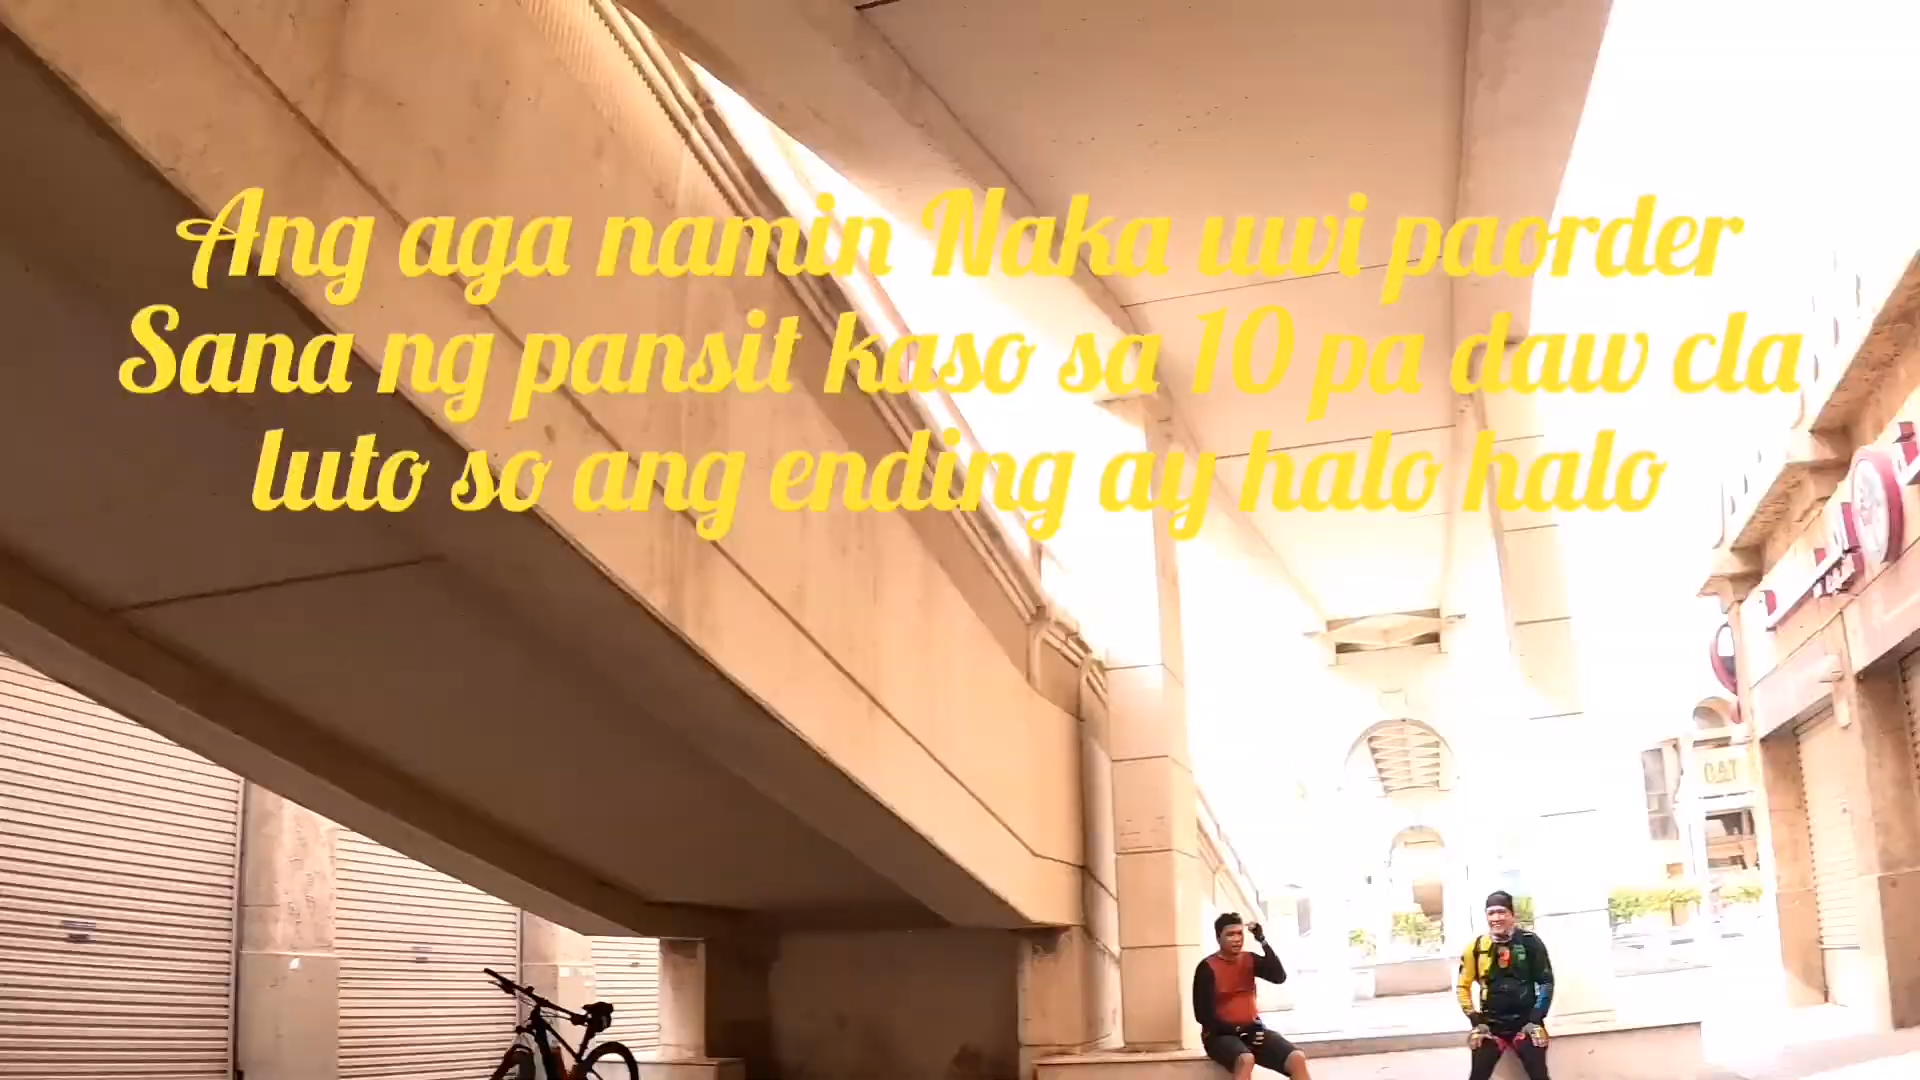 Ang aga namin Naka uwi paorder
Sana ng pansit kaso sa 10 pa daw cla
luto so ang ending ay halo halo
CAT